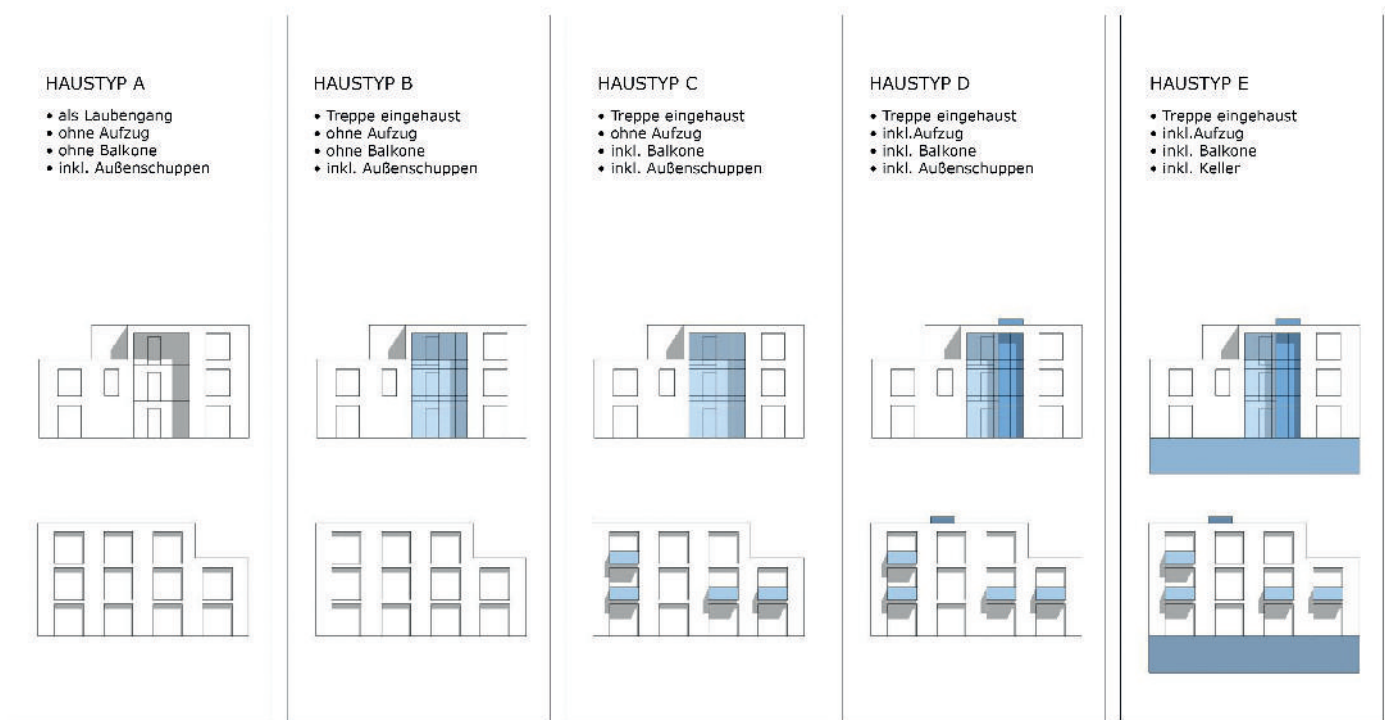 HAUSTYP A
• als Laubengang
• ohne Aufzug
• ohne Balkone
• inkl. Außenschuppen
HAUSTYP B
• Treppe eingehaust
• ohne Aufzug
• ohne Balkone
• inkl. Außenschuppen
HAUSTYP C
• Treppe eingehaust
• ohne Aufzug
• inkl. Balkone
• inkl. Außenschuppen
HAUSTYP D
• Treppe eingehaust
• inkl.Aufzug
• inkl. Balkone
• inkl. Außenschuppen
HAUSTYP E
• Treppe eingehaust
• inkl.Aufzug
• inkl. Balkone
• inkl. Keller